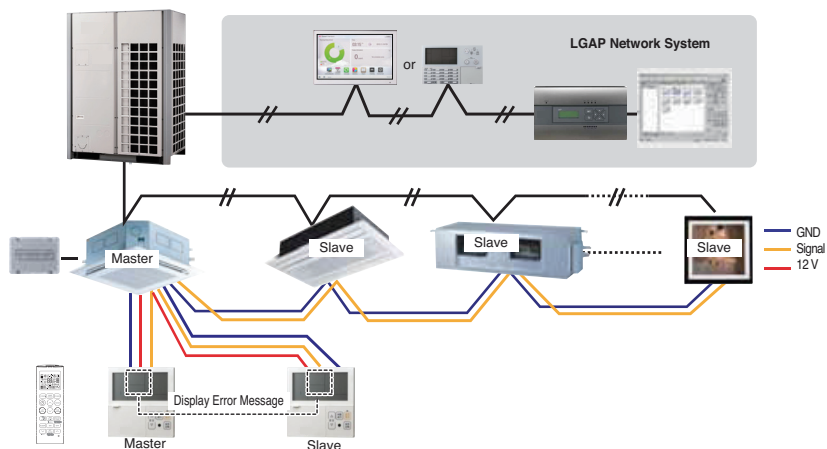 or
LGAP Network System
Master
Slave
Slave
Slave
GND
Signal
12 V
Display Error Message
Master
Slave